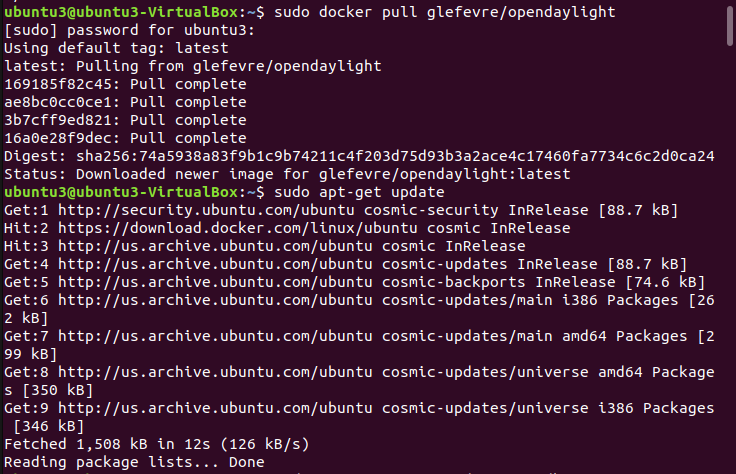 ubuntu3@ubuntu3-VirtualBox:~$ sudo docker pull glefevre/opendaylight
[sudo] password for ubuntu3:
Using default tag: latest
latest: Pulling from glefevre/opendaylight
169185f82c45: Pull complete
ae8bc0cc0ce1: Pull complete
3b7cff9ed821: Pull complete
16a0e28f9dec: Pull complete
Digest: sha256:74a5938a83f9b1c9b74211c4f203d75d93b3a2ace4c17460fa7734c6c2d0ca24
Status: Downloaded newer image for glefevre/opendaylight:latest
ubuntu3@ubuntu3-VirtualBox:~$ sudo apt-get update
Get:1 http://security.ubuntu.com/ubuntu cosmic-security InRelease [88.7 kB]
Hit:2 https://download.docker.com/linux/ubuntu cosmic InRelease
Hit:3 http://us.archive.ubuntu.com/ubuntu cosmic InRelease
Get:4 http://us.archive.ubuntu.com/ubuntu cosmic-updates InRelease [88.7 kB]
Get:5 http://us.archive.ubuntu.com/ubuntu cosmic-backports InRelease [74.6 kB]
Get:6 http://us.archive.ubuntu.com/ubuntu cosmic-updates/main i386 Packages [26
2 kB]
Get:7 http://us.archive.ubuntu.com/ubuntu cosmic-updates/main amd64 Packages [2
99 kB]
Get:8 http://us.archive.ubuntu.com/ubuntu cosmic-updates/universe amd64 Package
s [350 kB]
Get:9 http://us.archive.ubuntu.com/ubuntu cosmic-updates/universe i386 Packages
 [346 kB]
Fetched 1,508 kB in 12s (126 kB/s)
Reading package lists... Done